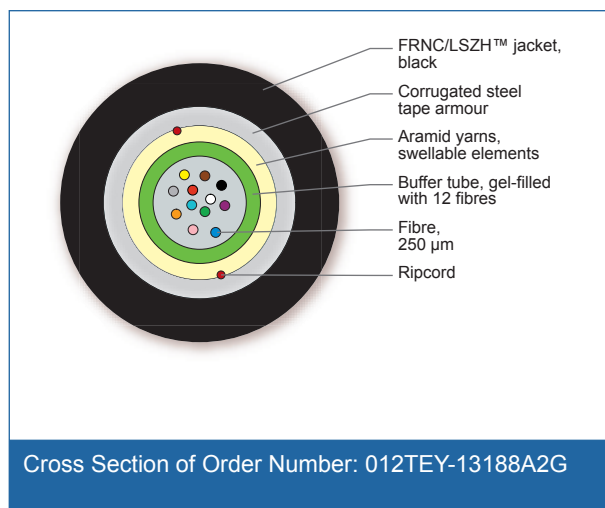 FRNC/LSZH™ jacket,
black
Corrugated steel
tape armour
Aramid yarns,
swellable elements
Buffer tube, gel-filled
with 12 fibres
Fibre,
250 µm
Ripcord
Cross Section of Order Number: 012TEY-13188A2G